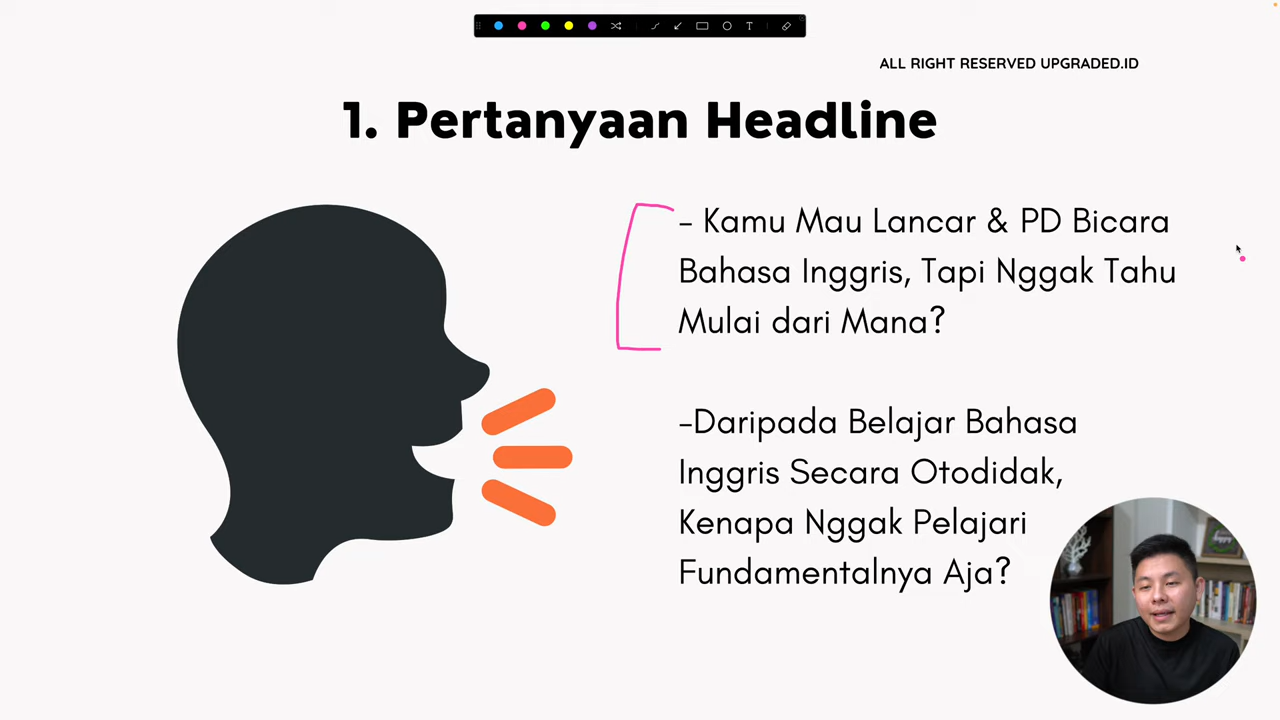 T
ALL RIGHT RESERVED UPGRADED.ID
1. Pertanyaan Headline
- Kamu Mau Lancar & PD Bicara
Bahasa Inggris, Tapi Nggak Tahu
Mulai dari Mana?
-Daripada Belajar Bahasa
Inggris Secara Otodidak,
Kenapa Nggak Pelajari
Fundamentalnya Aja?